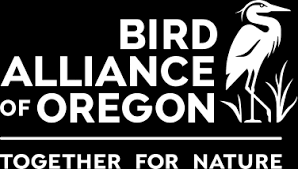 BIRD
ALLIANCE
OF OREGON
TOGETHER FOR NATURE